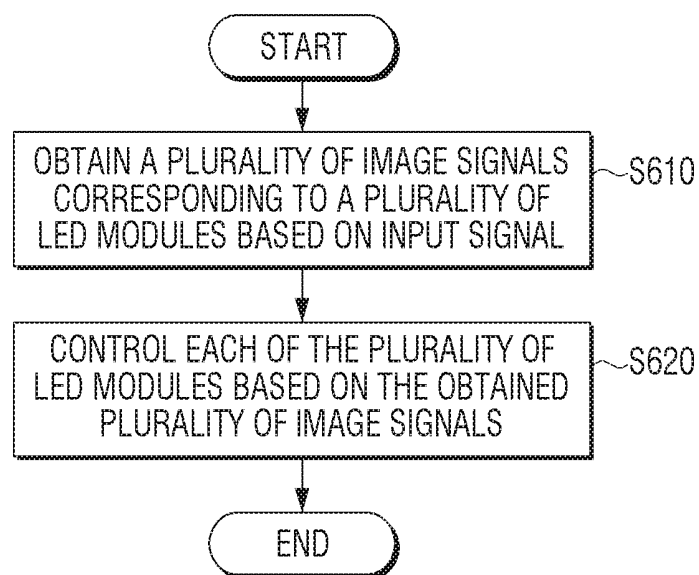 START
OBTAIN A PLURALITY OF IMAGE SIGNALS
CORRESPONDING TO A PLURALITY OF
LED MODULES BASED ON INPUT SIGNAL
S610
CONTROL EACH OF THE PLURALITY OF
LED MODULES BASED ON THE OBTAINED
PLURALITY OF IMAGE SIGNALS
S620
END